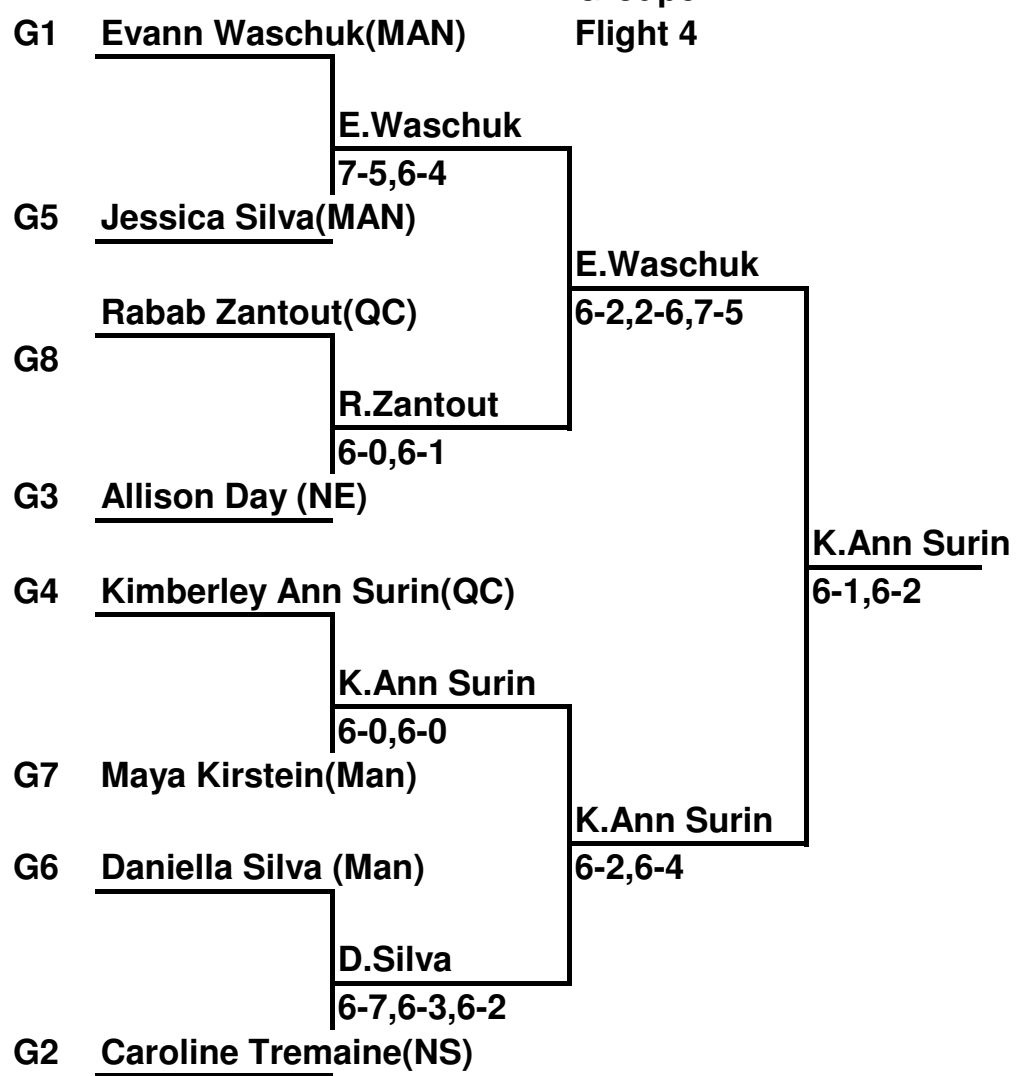 G1 Evann Waschuk(MAN) Flight 4
E.Waschuk
7-5,6-4
G5 Jessica Silva(MAN)
E.Waschuk
Rabab Zantout(QC) 6-2,2-6,7-5
G8
R.Zantout
6-0,6-1
G3 Allison Day (NE)
K.Ann Surin
G4 Kimberley Ann Surin(QC) 6-1,6-2
K.Ann Surin
6-0,6-0
G7 Maya Kirstein(Man)
K.Ann Surin
G6 Daniella Silva (Man) 6-2,6-4
D.Silva
6-7,6-3,6-2
G2 Caroline Tremaine(NS)